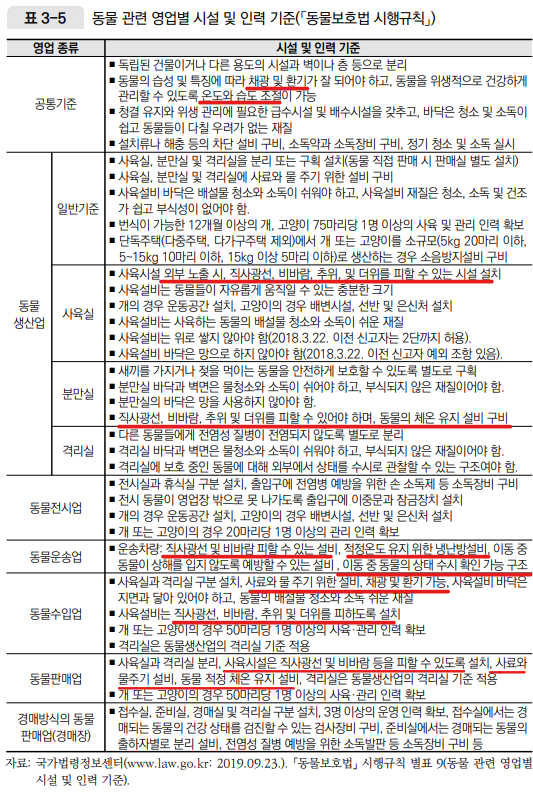 표 3-5 동물 관련 영업별 시설 및 인력 기준(「동물보호법 시행규칙」)
영업 종류 시설 및 인력 기준
공통기준
■ 독립된 건물이거나 다른 용도의 시설과 벽이나 층 등으로 분리
■ 동물의 습성 및 특징에 따라 채광 및 환기가 잘 되어야 하고, 동물을 위생적으로 건강하게
관리할 수 있도록 온도와 습도 조절이 가능
■ 청결 유지와 위생 관리에 필요한 급수시설 및 배수시설을 갖추고, 바닥은 청소 및 소독이
쉽고 동물들이 다칠 우려가 없는 재질
■ 설치류나 해충 등의 차단 설비 구비, 소독약과 소독장비 구비, 정기 청소 및 소독 실시
동물
생산업
일반기준
■ 사육실, 분만실 및 격리실을 분리 또는 구획 설치(동물 직접 판매 시 판매실 별도 설치)
■ 사육실, 분만실 및 격리실에 사료와 물 주기 위한 설비 구비
■ 사육설비 바닥은 배설물 청소와 소독이 쉬워야 하고, 사육설비 재질은 청소, 소독 및 건조
가 쉽고 부식성이 없어야 함.
■ 번식이 가능한 12개월 이상의 개, 고양이 75마리당 1명 이상의 사육 및 관리 인력 확보
■ 단독주택(다중주택, 다가구주택 제외)에서 개 또는 고양이를 소규모(5kg 20마리 이하,
5~15kg 10마리 이하, 15kg 이상 5마리 이하)로 생산하는 경우 소음방지설비 구비
사육실
■ 사육시설 외부 노출 시, 직사광선, 비바람, 추위, 및 더위를 피할 수 있는 시설 설치
■ 사육설비는 동물들이 자유롭게 움직일 수 있는 충분한 크기
■ 개의 경우 운동공간 설치, 고양이의 경우 배변시설, 선반 및 은신처 설치
■ 사육설비는 사육하는 동물의 배설물 청소와 소독이 쉬운 재질
■ 사육설비는 위로 쌓지 않아야 함(2018.3.22. 이전 신고자는 2단까지 허용).
■ 사육설비 바닥은 망으로 하지 않아야 함(2018.3.22. 이전 신고자 예외 조항 있음).
분만실
■ 새끼를 가지거나 젖을 먹이는 동물을 안전하게 보호할 수 있도록 별도로 구획
■ 분만실 바닥과 벽면은 물청소와 소독이 쉬어야 하고, 부식되지 않은 재질이어야 함.
■ 분만실의 바닥은 망을 사용하지 않아야 함.
■ 직사광선, 비바람, 추위 및 더위를 피할 수 있어야 하며, 동물의 체온 유지 설비 구비
격리실
■ 다른 동물들에게 전염성 질병이 전염되지 않도록 별도로 분리
■ 격리실 바닥과 벽면은 물청소와 소독이 쉬워야 하고, 부식되지 않은 재질이어야 함.
■ 격리실에 보호 중인 동물에 대해 외부에서 상태를 수시로 관찰할 수 있는 구조여야 함.
동물전시업
■ 전시실과 휴식실 구분 설치, 출입구에 전염병 예방을 위한 손 소독제 등 소독장비 구비
■ 전시 동물이 영업장 밖으로 못 나가도록 출입구에 이중문과 잠금장치 설치
■ 개의 경우 운동공간 설치, 고양이의 경우 배변시설, 선반 및 은신처 설치
■ 개 또는 고양이의 경우 20마리당 1명 이상의 관리 인력 확보
동물운송업
■ 운송차량: 직사광선 및 비바람 피할 수 있는 설비, 적정온도 유지 위한 냉난방설비, 이동 중
동물이 상해를 입지 않도록 예방할 수 있는 설비, 이동 중 동물의 상태 수시 확인 가능 구조
동물수입업
■ 사육실과 격리실 구분 설치, 사료와 물 주기 위한 설비, 채광 및 환기 가능, 사육설비 바닥은
지면과 닿아 있어야 하고, 동물의 배설물 청소와 소독 쉬운 재질
■ 사육설비는 직사광선, 비바람, 추위 및 더위를 피하도록 설치
■ 개 또는 고양이의 경우 50마리당 1명 이상의 사육·관리 인력 확보
■ 격리실은 동물생산업의 격리실 기준 적용
동물판매업
■ 사육실과 격리실 분리, 사육시설은 직사광선 및 비바람 등을 피할 수 있도록 설치, 사료와
물주기 설비, 동물 적정 체온 유지 설비, 격리실은 동물생산업의 격리실 기준 적용
■ 개 또는 고양이의 경우 50마리당 1명 이상의 사육·관리 인력 확보
경매방식의 동물
판매업(경매장)
■ 접수실, 준비실, 경매실 및 격리실 구분 설치, 3명 이상의 운영 인력 확보, 접수실에서는 경
매되는 동물의 건강 상태를 검진할 수 있는 검사장비 구비, 준비실에서는 경매되는 동물의
출하자별로 분리 설비, 전염성 질병 예방을 위한 소독발판 등 소독장비 구비 등
자료: 국가법령정보센터(www.law.go.kr: 2019.09.23.). 「동물보호법」 시행규칙 별표 9(동물 관련 영업별
시설 및 인력 기준).